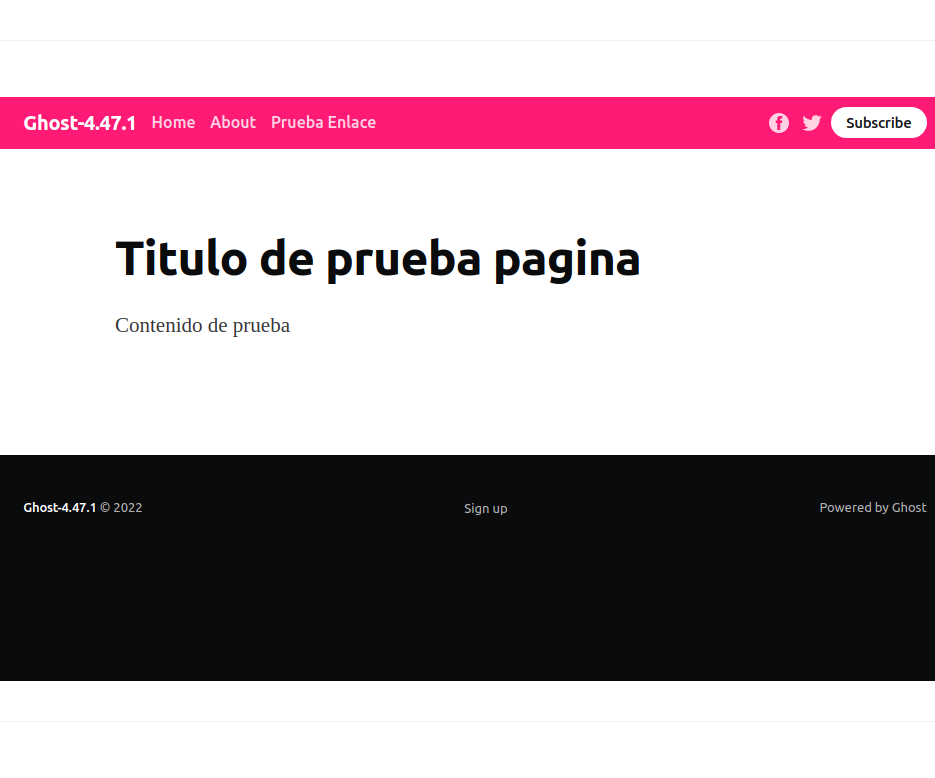 Ghost-4.47.1 Home About Prueba Enlace Subscribe
Titulo de prueba pagina
Contenido de prueba
Ghost-4.47.1 © 2022 Sign up Powered by Ghost